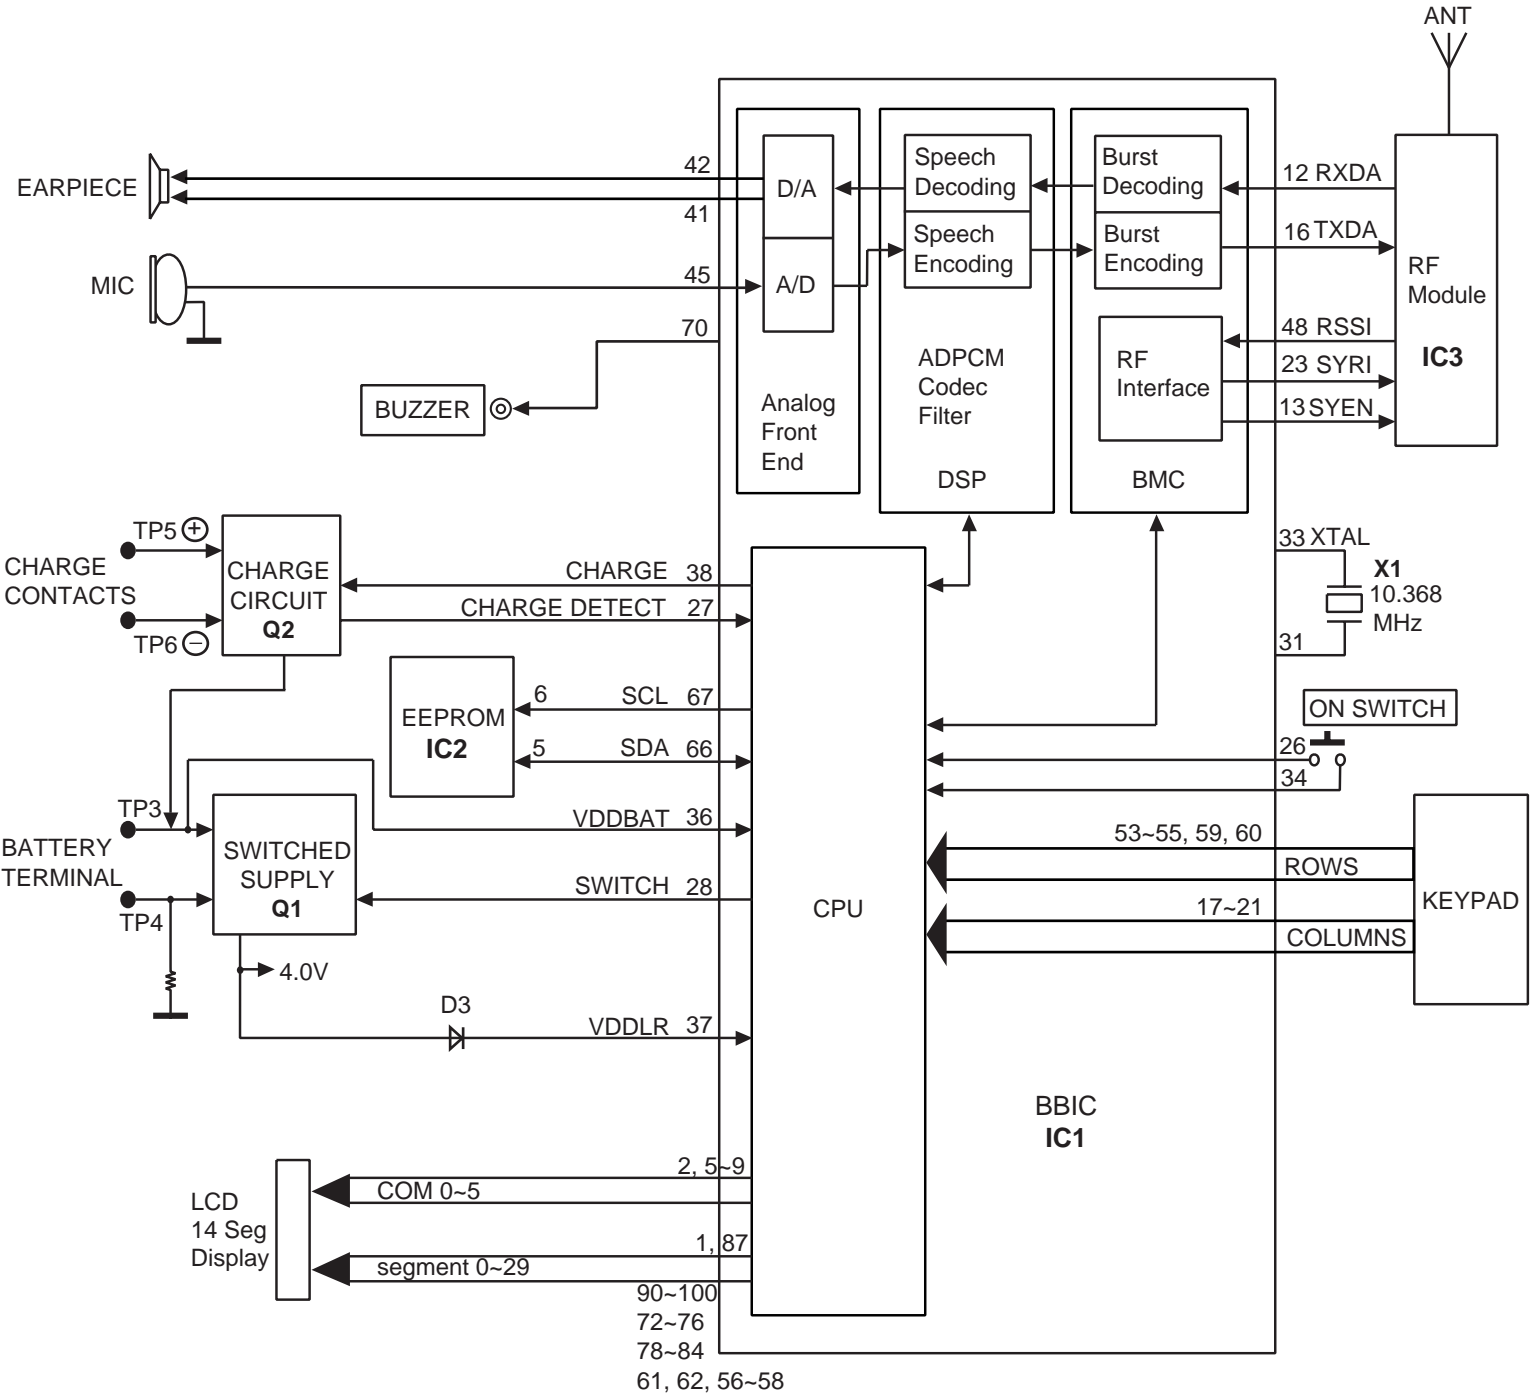 ANT
EARPIECE
42
41
D/A
Speech
Decoding
Burst
Decoding
12 RXDA
MIC
45
A/D
Speech
Encoding
Burst
Encoding
16 TXDA
RF
Module
IC3
70
BUZZER
Analog
Front
End
ADPCM
Codec
Filter
DSP
RF
Interface
BMC
48 RSSI
23 SYRI
13 SYEN
CHARGE
CONTACTS
TP5 +
TP6 −
CHARGE
CIRCUIT
Q2
CHARGE 38
CHARGE DETECT 27
33 XTAL
X1
10.368
MHz
31
EEPROM
IC2
6 SCL 67
5 SDA 66
ON SWITCH
26
34
BATTERY
TERMINAL
TP3
TP4
SWITCHED
SUPPLY
Q1
VDDBAT 36
SWITCH 28
4.0V
D3
VDDLR 37
CPU
53~55, 59, 60
ROWS
17~21
COLUMNS
KEYPAD
BBIC
IC1
LCD
14 Seg
Display
2, 5~9
COM 0~5
1, 87
segment 0~29
90~100
72~76
78~84
61, 62, 56~58